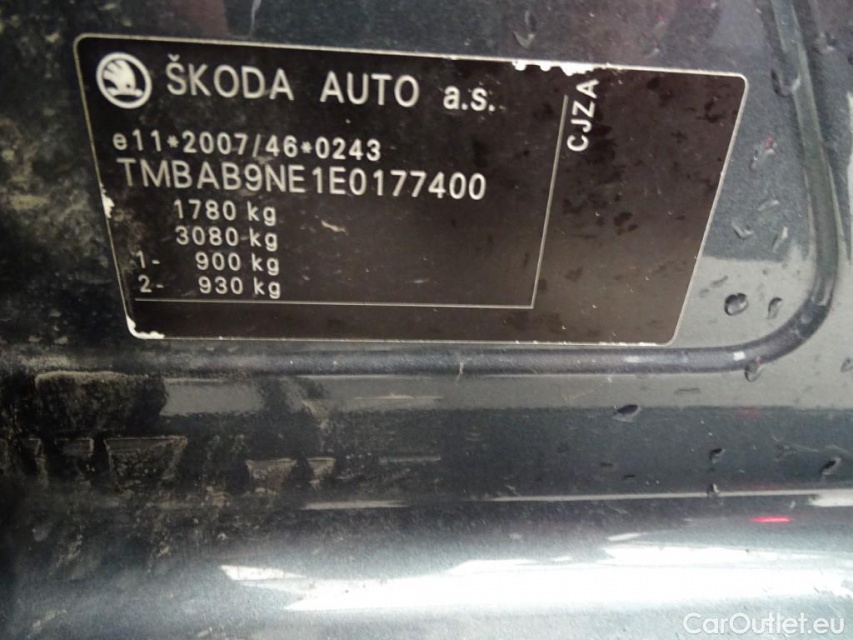 ŠKODA AUTO a.s.
e11*2007/46*0243
TMBAB9NE1E0177400
1780 kg
3080 kg
1- 900 kg
2- 930 kg
CJZA
CarOutlet.eu